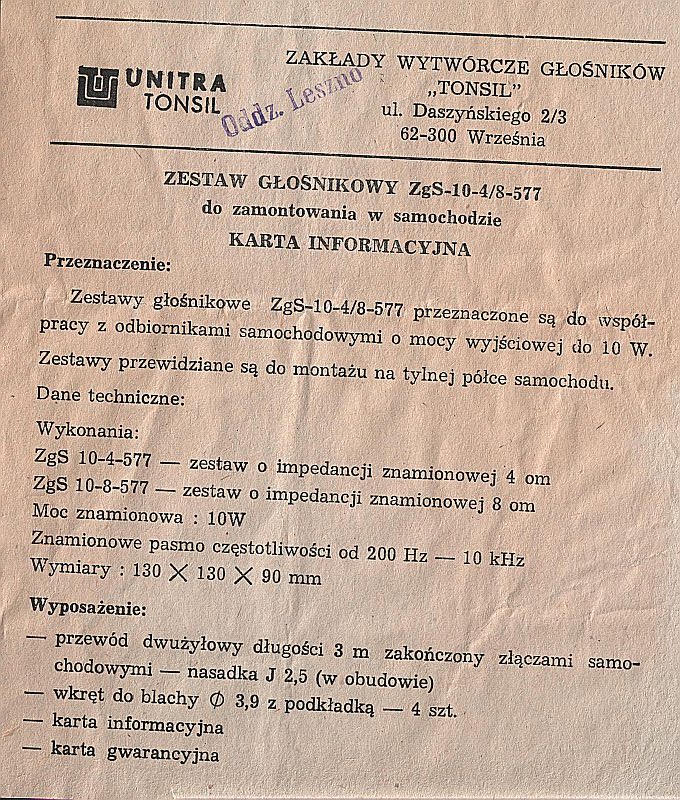 UNITRA
TONSIL
Oddz. Leszno
ZAKŁADY WYTWÓRCZE GŁOŚNIKÓW
„TONSIL”
ul. Daszyńskiego 2/3
62-300 Września
ZESTAW GŁOŚNIKOWY ZgS-10-4/8-577
do zamontowania w samochodzie
KARTA INFORMACYJNA
Przeznaczenie:
Zestawy głośnikowe ZgS-10-4/8-577 przeznaczone są do współ-
pracy z odbiornikami samochodowymi o mocy wyjściowej do 10 W.
Zestawy przewidziane są do montażu na tylnej półce samochodu.
Dane techniczne:
Wykonania:
ZgS 10-4-577 — zestaw o impedancji znamionowej 4 om
ZgS 10-8-577 — zestaw o impedancji znamionowej 8 om
Moc znamionowa : 10W
Znamionowe pasmo częstotliwości od 200 Hz — 10 kHz
Wymiary : 130 × 130 × 90 mm
Wyposażenie:
— przewód dwużyłowy długości 3 m zakończony złączami samo-
chodowymi — nasadka J 2,5 (w obudowie)
— wkręt do blachy ∅ 3,9 z podkładką — 4 szt.
— karta informacyjna
— karta gwarancyjna